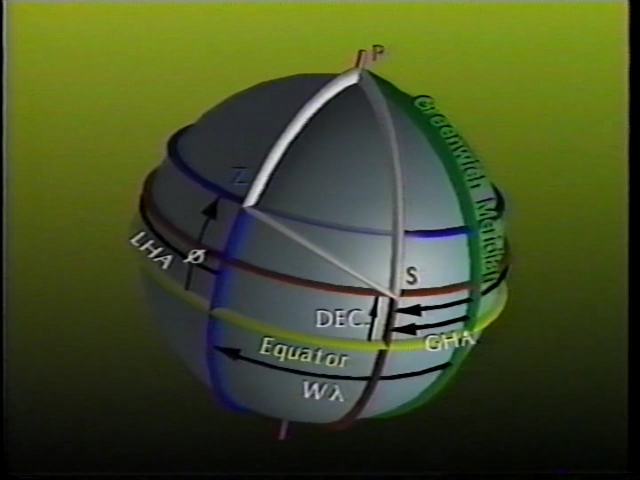 P
Greenwich Meridian
Z
LHA
Ø
S
DEC.
GHA
Equator
Wλ